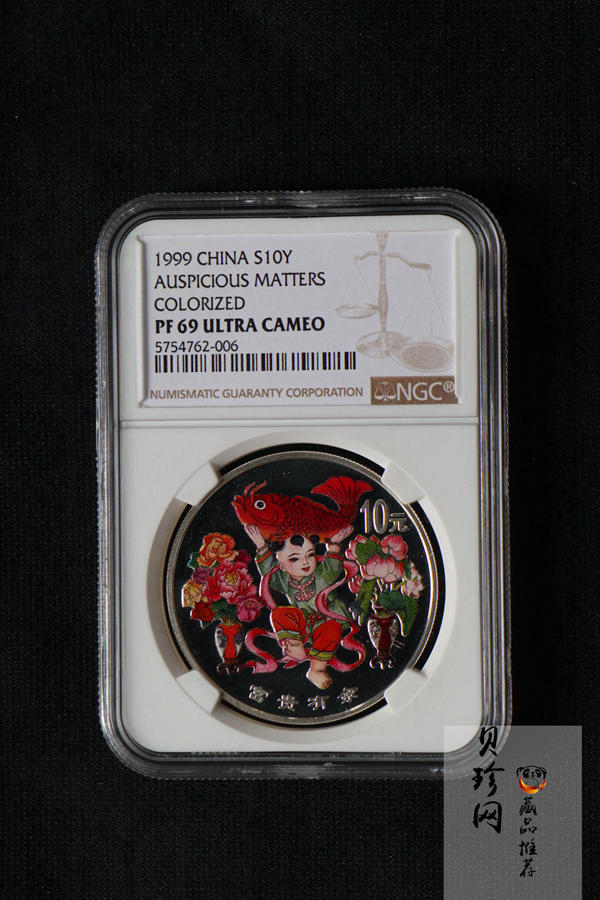 1999 CHINA S10Y
AUSPICIOUS MATTERS
COLORIZED
PF 69 ULTRA CAMEO
5754762-006
NUMISMATIC GUARANTY CORPORATION
NGC®
10元
富贵有余
贝珍网
藏品推荐